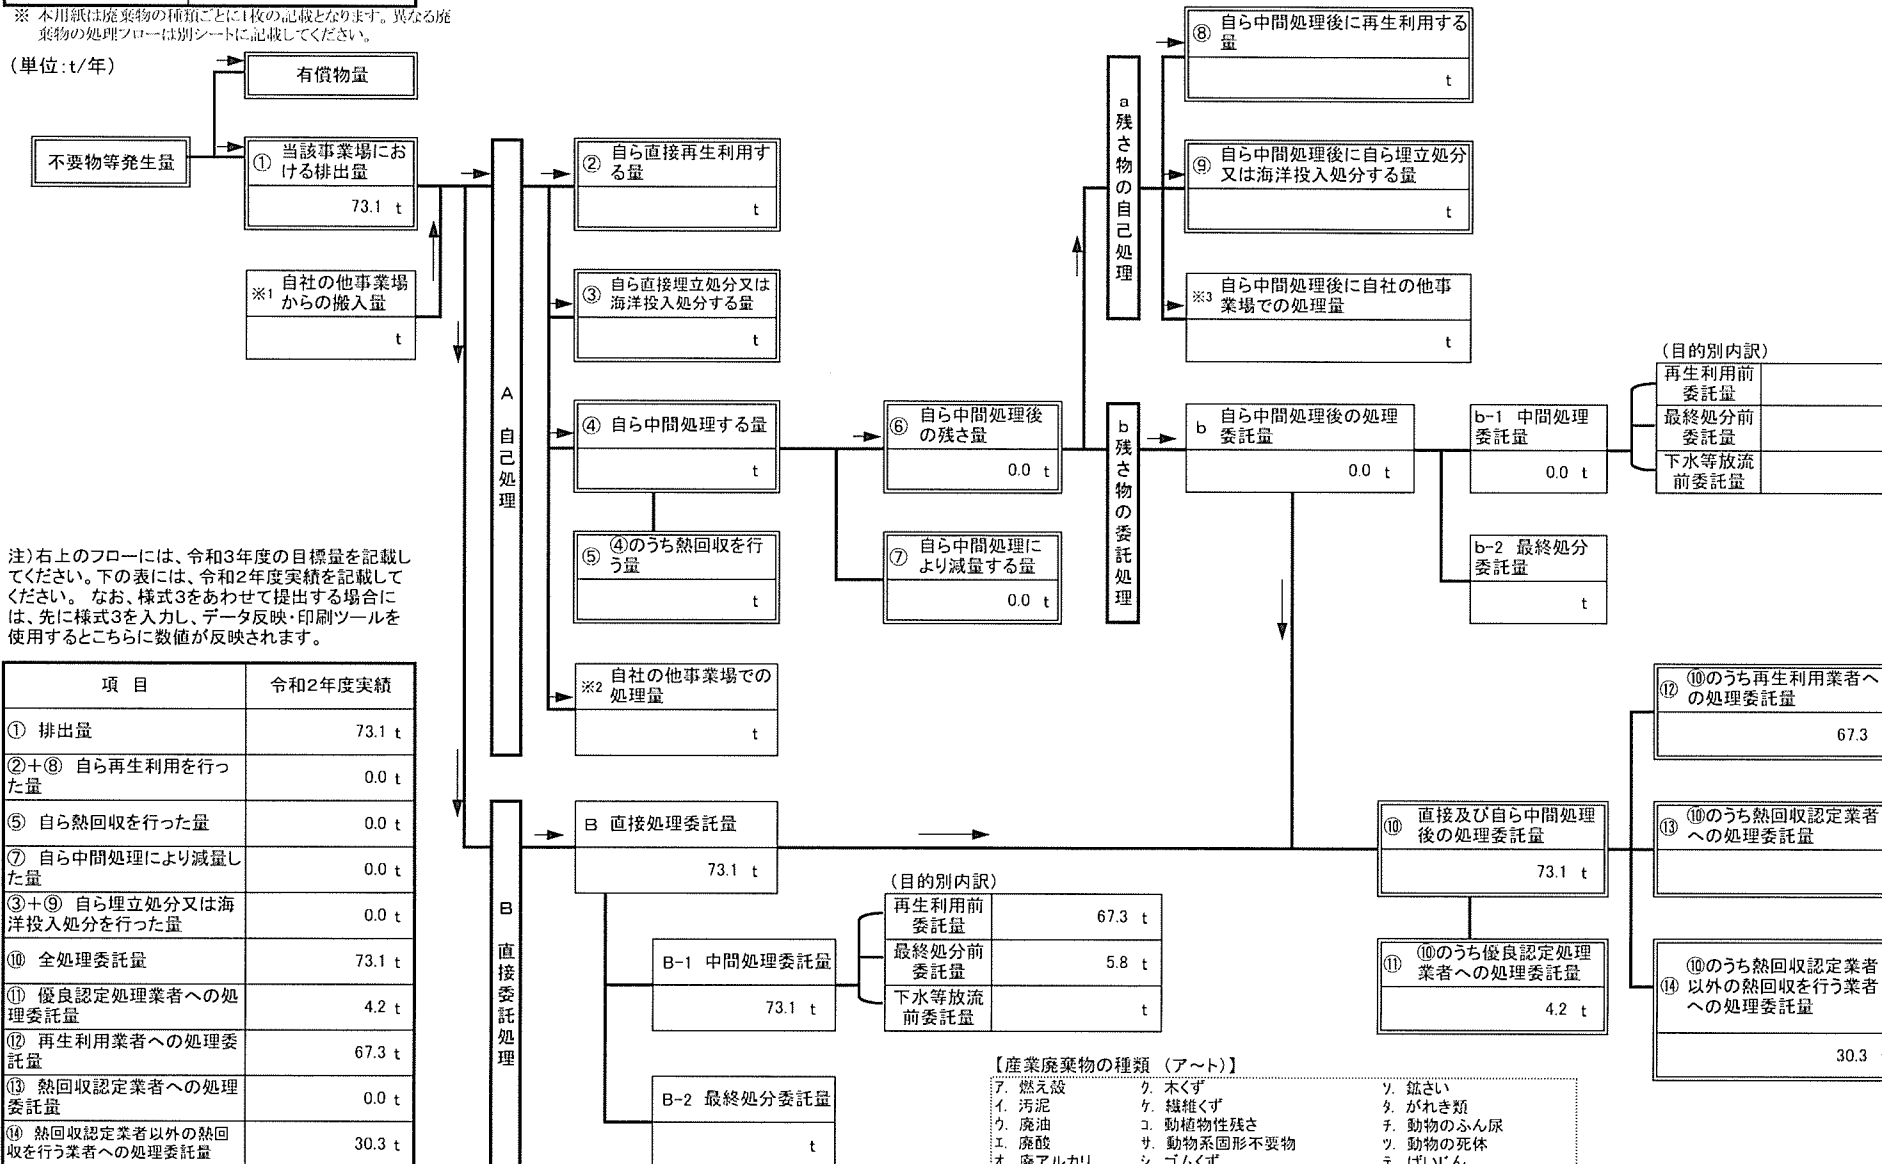 ※ 本用紙は廃棄物の種類ごとに1枚の記載となります。異なる廃
棄物の処理フローは別シートに記載してください。
(単位:t/年)
有償物量
不要物等発生量
① 当該事業場にお
ける排出量
73.1 t
※1 自社の他事業場
からの搬入量
t
A 自己処理
② 自ら直接再生利用す
る量
t
③ 自ら直接埋立処分又は
海洋投入処分する量
t
④ 自ら中間処理する量
t
⑤ ④のうち熱回収を行
う量
t
※2 自社の他事業場での
処理量
t
⑥ 自ら中間処理後
の残さ量
0.0 t
⑦ 自ら中間処理に
より減量する量
0.0 t
a 残さ物の自己処理
⑧ 自ら中間処理後に再生利用する
量
t
⑨ 自ら中間処理後に自ら埋立処分
又は海洋投入処分する量
t
※3 自ら中間処理後に自社の他事
業場での処理量
t
b 残さ物の委託処理
b 自ら中間処理後の処理
委託量
0.0 t
b-1 中間処理
委託量
0.0 t
(目的別内訳)
再生利用前
委託量
最終処分前
委託量
下水等放流
前委託量
b-2 最終処分
委託量
t
注)右上のフローには、令和3年度の目標量を記載し
てください。下の表には、令和2年度実績を記載して
ください。 なお、様式3をあわせて提出する場合に
は、先に様式3を入力し、データ反映・印刷ツールを
使用するとこちらに数値が反映されます。
項 目 令和2年度実績
① 排出量 73.1 t
②+⑧ 自ら再生利用を行っ
た量 0.0 t
⑤ 自ら熱回収を行った量 0.0 t
⑦ 自ら中間処理により減量し
た量 0.0 t
③+⑨ 自ら埋立処分又は海
洋投入処分を行った量 0.0 t
⑩ 全処理委託量 73.1 t
⑪ 優良認定処理業者への処
理委託量 4.2 t
⑫ 再生利用業者への処理委
託量 67.3 t
⑬ 熱回収認定業者への処理
委託量 0.0 t
⑭ 熱回収認定業者以外の熱回
収を行う業者への処理委託量 30.3 t
B 直接委託処理
B 直接処理委託量
73.1 t
B-1 中間処理委託量
73.1 t
(目的別内訳)
再生利用前
委託量 67.3 t
最終処分前
委託量 5.8 t
下水等放流
前委託量 t
B-2 最終処分委託量
t
⑩ 直接及び自ら中間処理
後の処理委託量
73.1 t
⑪ ⑩のうち優良認定処理
業者への処理委託量
4.2 t
⑫ ⑩のうち再生利用業者へ
の処理委託量
67.3
⑬ ⑩のうち熱回収認定業者
への処理委託量
⑭ ⑩のうち熱回収認定業者
以外の熱回収を行う業者
への処理委託量
30.3
【産業廃棄物の種類 (ア~ト)】
ア. 燃え殻 ク. 木くず ソ. 鉱さい
イ. 汚泥 ケ. 繊維くず タ. がれき類
ウ. 廃油 コ. 動植物性残さ チ. 動物のふん尿
エ. 廃酸 サ. 動物系固形不要物 ツ. 動物の死体
オ. 廃アルカリ シ. ゴムくず テ. ばいじん